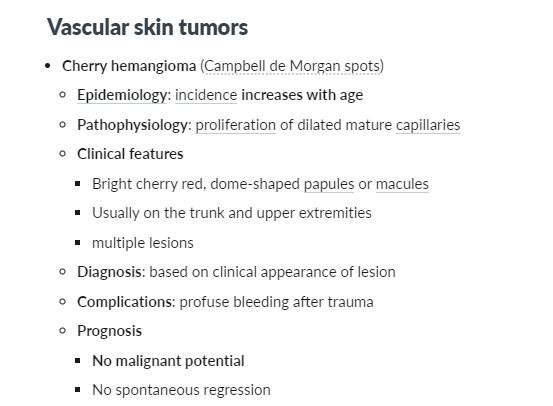 Vascular skin tumors
• Cherry hemangioma (Campbell de Morgan spots)
◦ Epidemiology: incidence increases with age
◦ Pathophysiology: proliferation of dilated mature capillaries
◦ Clinical features
▪ Bright cherry red, dome-shaped papules or macules
▪ Usually on the trunk and upper extremities
▪ multiple lesions
◦ Diagnosis: based on clinical appearance of lesion
◦ Complications: profuse bleeding after trauma
◦ Prognosis
▪ No malignant potential
▪ No spontaneous regression